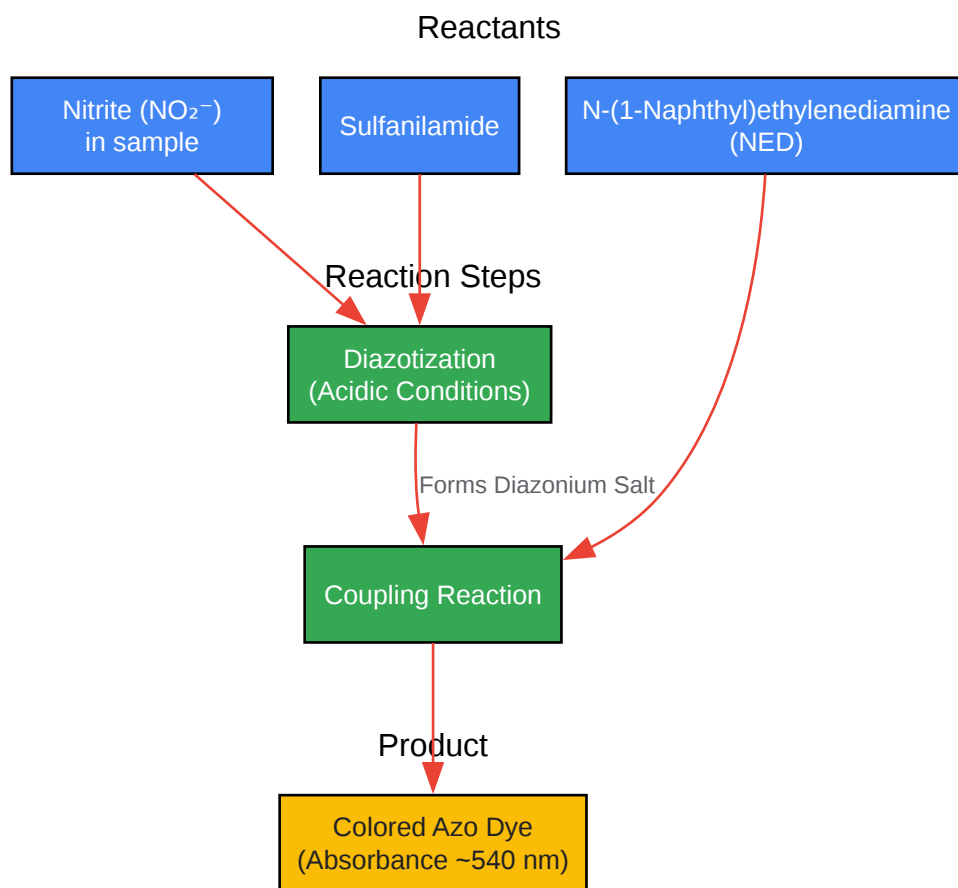 Reactants
Nitrite (NO₂⁻)
in sample
Sulfanilamide
N-(1-Naphthyl)ethylenediamine
(NED)
Reaction Steps
Diazotization
(Acidic Conditions)
Forms Diazonium Salt
Coupling Reaction
Product
Colored Azo Dye
(Absorbance ~540 nm)